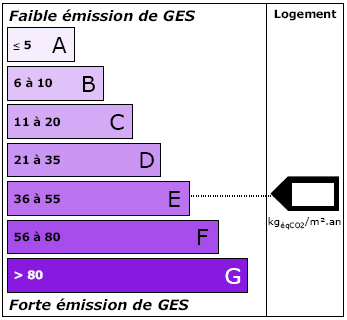 Faible émission de GES
Logement
≤ 5 A
6 à 10 B
11 à 20 C
21 à 35 D
36 à 55 E
kgéqCO2/m².an
56 à 80 F
> 80 G
Forte émission de GES